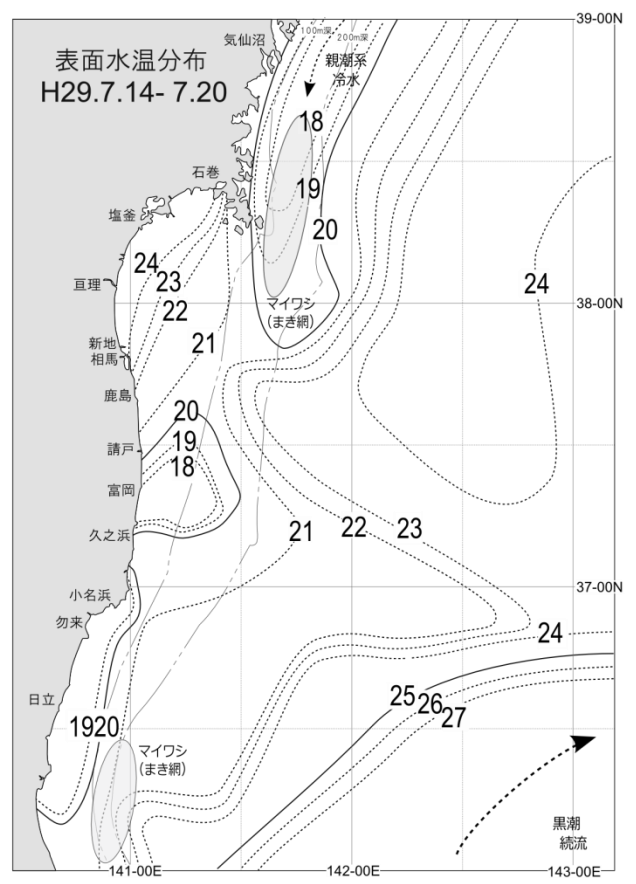 39-00N
100m深
200m深
気仙沼
表面水温分布
H29.7.14- 7.20
親潮系
冷水
18
石巻
19
塩釜
20
24
23
亘理
24
22
38-00N
マイワシ
(まき網)
新地
相馬
21
鹿島
20
請戸
19
18
富岡
久之浜
21
22
23
37-00N
小名浜
勿来
24
日立
25
26
27
19
20
マイワシ
(まき網)
黒潮
続流
141-00E
142-00E
143-00E